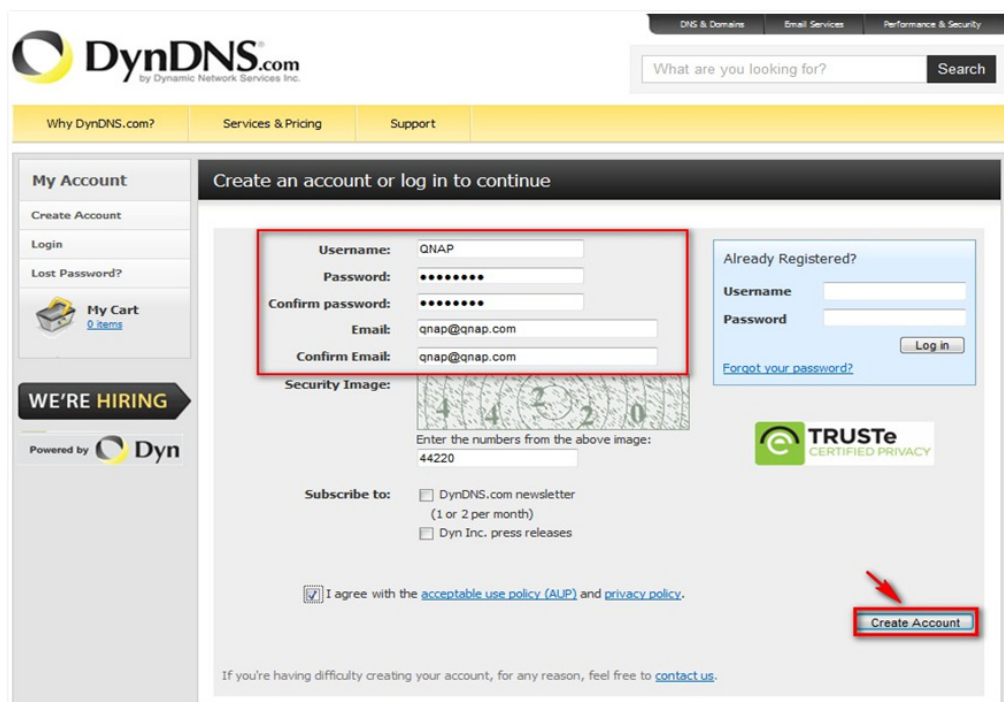 DNS & Domains Email Services Performance & Security
DynDNS.com
by Dynamic Network Services Inc.
What are you looking for? Search
Why DynDNS.com? Services & Pricing Support
My Account
Create Account
Login
Lost Password?
My Cart
0 items
WE'RE HIRING
Powered by Dyn
Create an account or log in to continue
Username: QNAP
Password: ••••••••
Confirm password: ••••••••
Email: qnap@qnap.com
Confirm Email: qnap@qnap.com
Security Image: 4 4 2 2 0
Enter the numbers from the above image:
44220
Subscribe to: DynDNS.com newsletter
(1 or 2 per month)
Dyn Inc. press releases
I agree with the acceptable use policy (AUP) and privacy policy.
Already Registered?
Username
Password
Log in
Forgot your password?
e TRUSTe
CERTIFIED PRIVACY
Create Account
If you're having difficulty creating your account, for any reason, feel free to contact us.